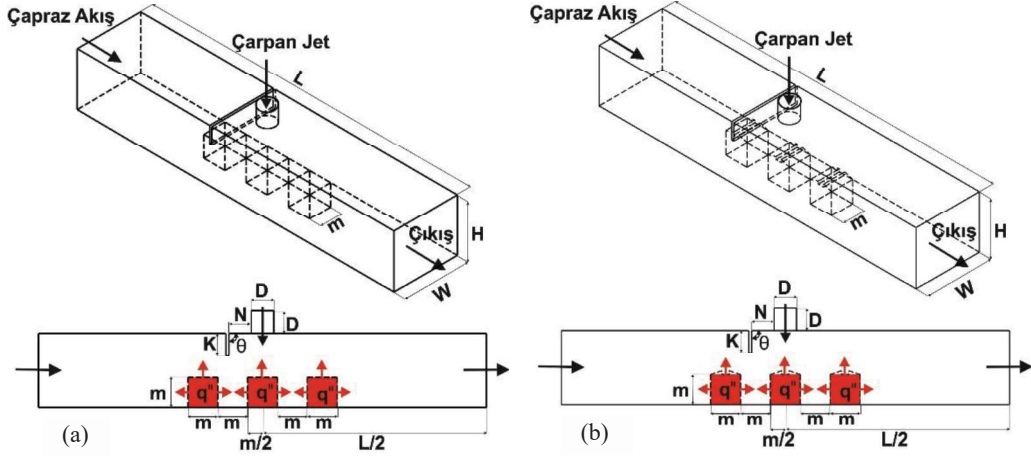 Çapraz Akış
Çarpan Jet
L
m
Çıkış
H
W
D
N
D
K
θ
m
q"
q"
q"
m
m
m
m
m/2
L/2
(a)
Çapraz Akış
Çarpan Jet
L
m
Çıkış
H
W
D
N
D
K
θ
m
q"
q"
q"
m
m
m
m
m/2
L/2
(b)